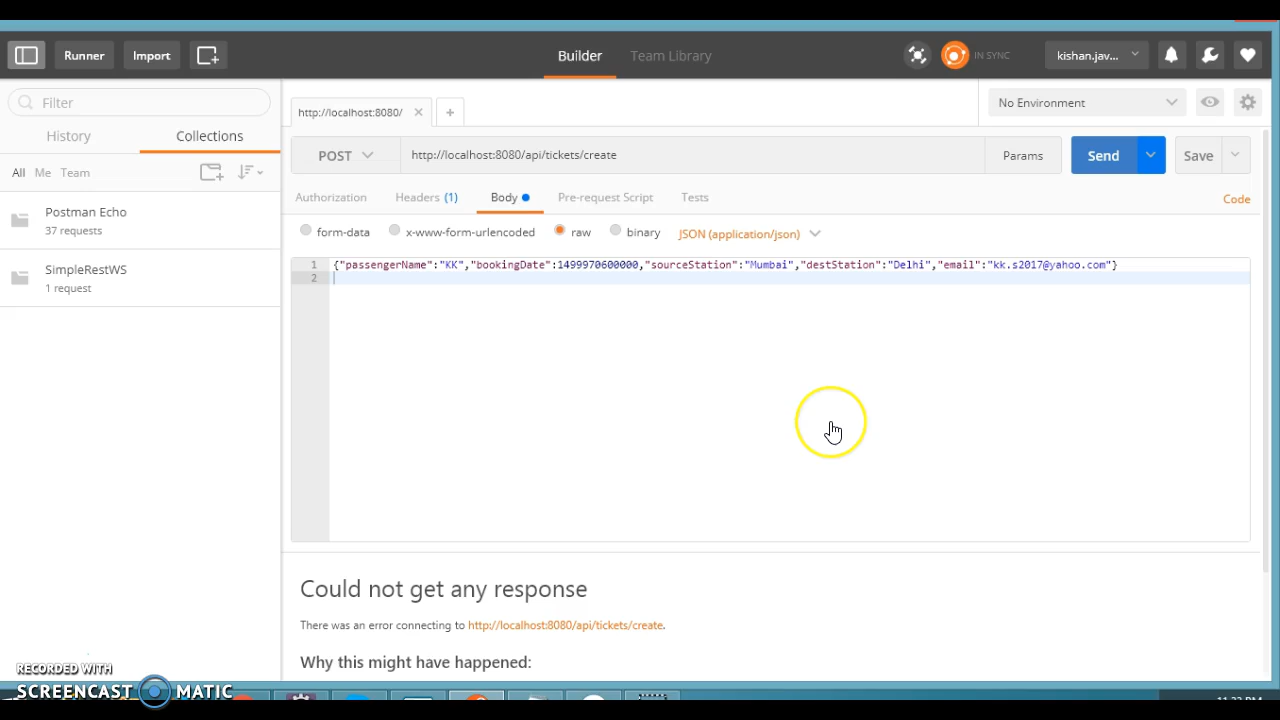 Runner Import Builder Team Library IN SYNC kishan.jav...
Filter
History Collections
All Me Team
Postman Echo
37 requests
SimpleRestWS
1 request
http://localhost:8080/ No Environment
POST http://localhost:8080/api/tickets/create Params Send Save
Authorization Headers (1) Body Pre-request Script Tests Code
form-data x-www-form-urlencoded raw binary JSON (application/json)
1 {"passengerName":"KK","bookingDate":1499970600000,"sourceStation":"Mumbai","destStation":"Delhi","email":"kk.s2017@yahoo.com"}
2
Could not get any response
There was an error connecting to http://localhost:8080/api/tickets/create.
Why this might have happened:
RECORDED WITH
SCREENCAST MATIC